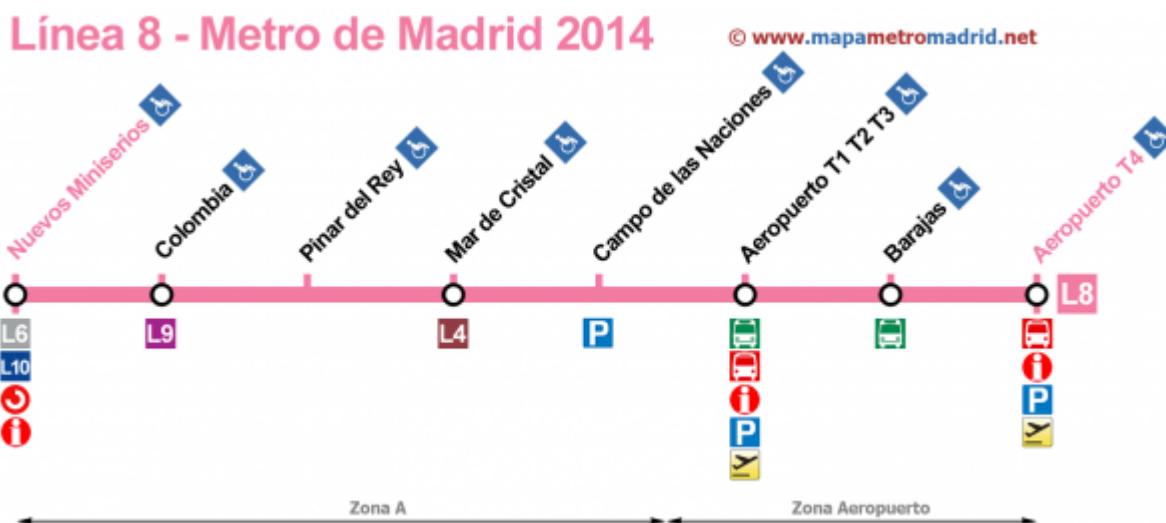 Línea 8 - Metro de Madrid 2014
© www.mapametromadrid.net
Nuevos Miniserios
Colombia
Pinar del Rey
Mar de Cristal
Campo de las Naciones
Aeropuerto T1 T2 T3
Barajas
Aeropuerto T4
L8
L6
L9
L4
P
L10
i
i
P
i
P
Zona A
Zona Aeropuerto